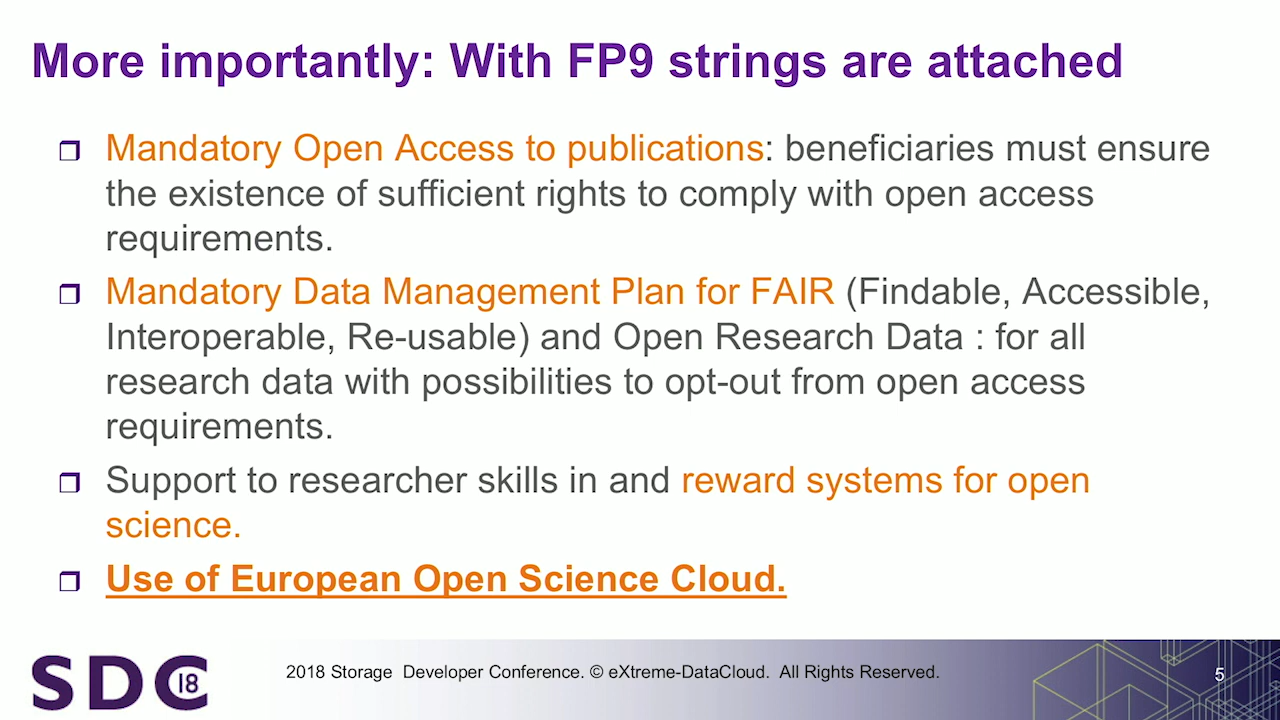 More importantly: With FP9 strings are attached
Mandatory Open Access to publications: beneficiaries must ensure
the existence of sufficient rights to comply with open access
requirements.
Mandatory Data Management Plan for FAIR (Findable, Accessible,
Interoperable, Re-usable) and Open Research Data : for all
research data with possibilities to opt-out from open access
requirements.
Support to researcher skills in and reward systems for open
science.
Use of European Open Science Cloud.
SDC 18
2018 Storage Developer Conference. © eXtreme-DataCloud. All Rights Reserved.
5